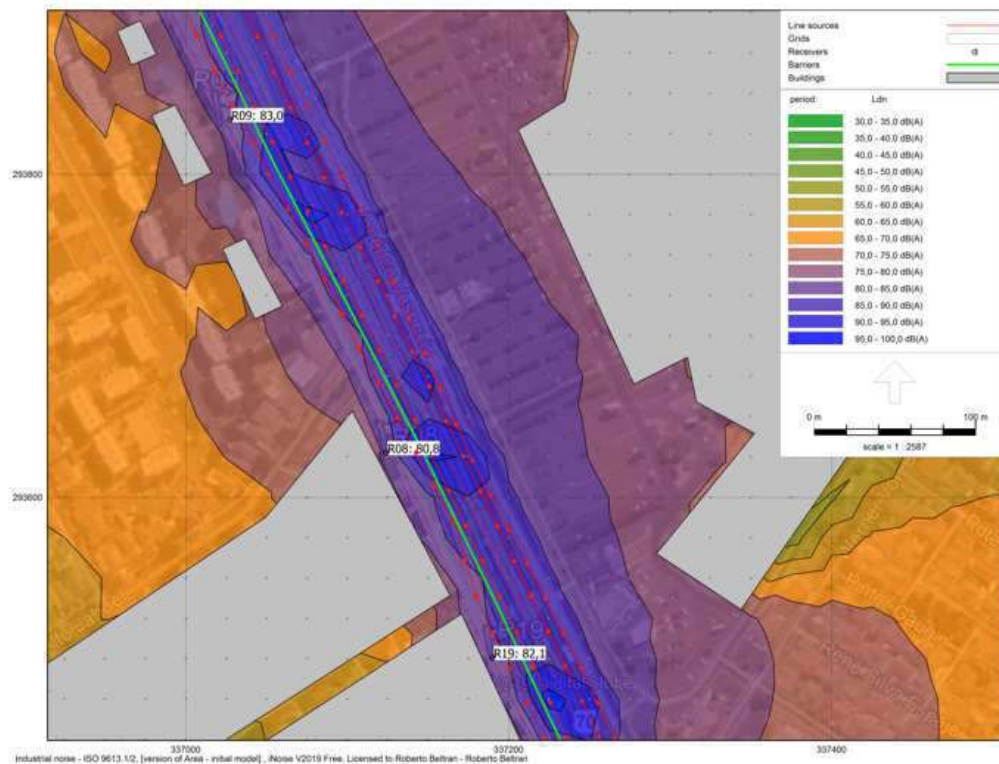 Line sources
Grids
Receivers
Barriers
Buildings
period: Ldn
30,0 - 35,0 dB(A)
35,0 - 40,0 dB(A)
40,0 - 45,0 dB(A)
45,0 - 50,0 dB(A)
50,0 - 55,0 dB(A)
55,0 - 60,0 dB(A)
60,0 - 65,0 dB(A)
65,0 - 70,0 dB(A)
70,0 - 75,0 dB(A)
75,0 - 80,0 dB(A)
80,0 - 85,0 dB(A)
85,0 - 90,0 dB(A)
90,0 - 95,0 dB(A)
95,0 - 100,0 dB(A)
0 m 100 m
scale = 1 : 2587
R09
R09: 83,0
293800
R08: 80,8
293600
R19
R19: 82,1
70
337000 337200 337400
Industrial noise - ISO 9613.1/2, [version of Area - initial model] , iNoise V2019 Free. Licensed to Roberto Beltran - Roberto Beltran